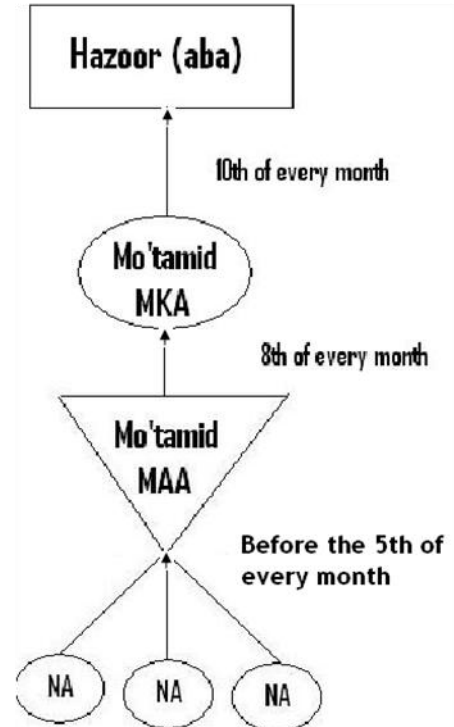 Hazoor (aba)
10th of every month
Mo'tamid
MKA
8th of every month
Mo'tamid
MAA
Before the 5th of
every month
NA
NA
NA